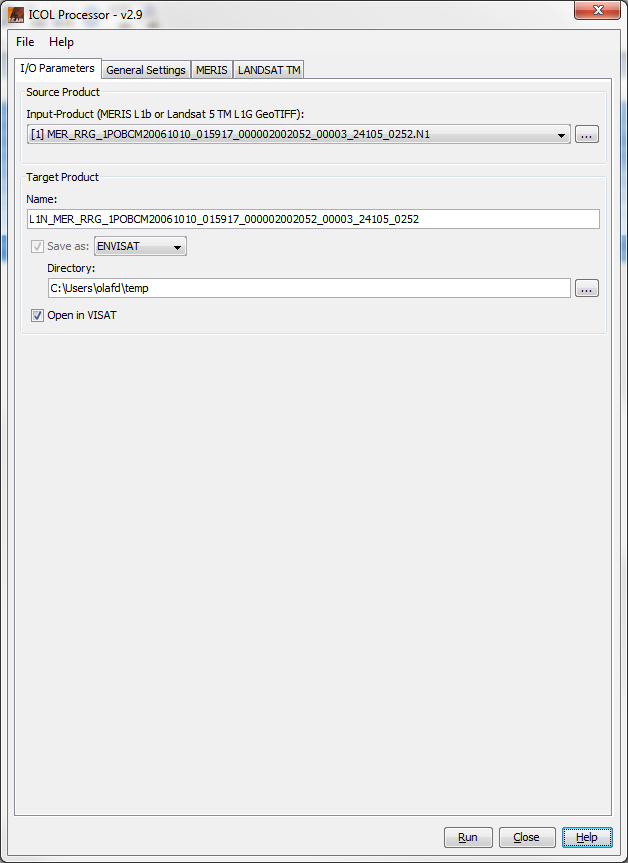 ICOL Processor - v2.9
File Help
I/O Parameters General Settings MERIS LANDSAT TM
Source Product
Input-Product (MERIS L1b or Landsat 5 TM L1G GeoTIFF):
[1] MER_RRG_1POBCM20061010_015917_000002002052_00003_24105_0252.N1 ...
Target Product
Name:
L1N_MER_RRG_1POBCM20061010_015917_000002002052_00003_24105_0252
Save as: ENVISAT
Directory:
C:\Users\olafd\temp ...
Open in VISAT
Run Close Help